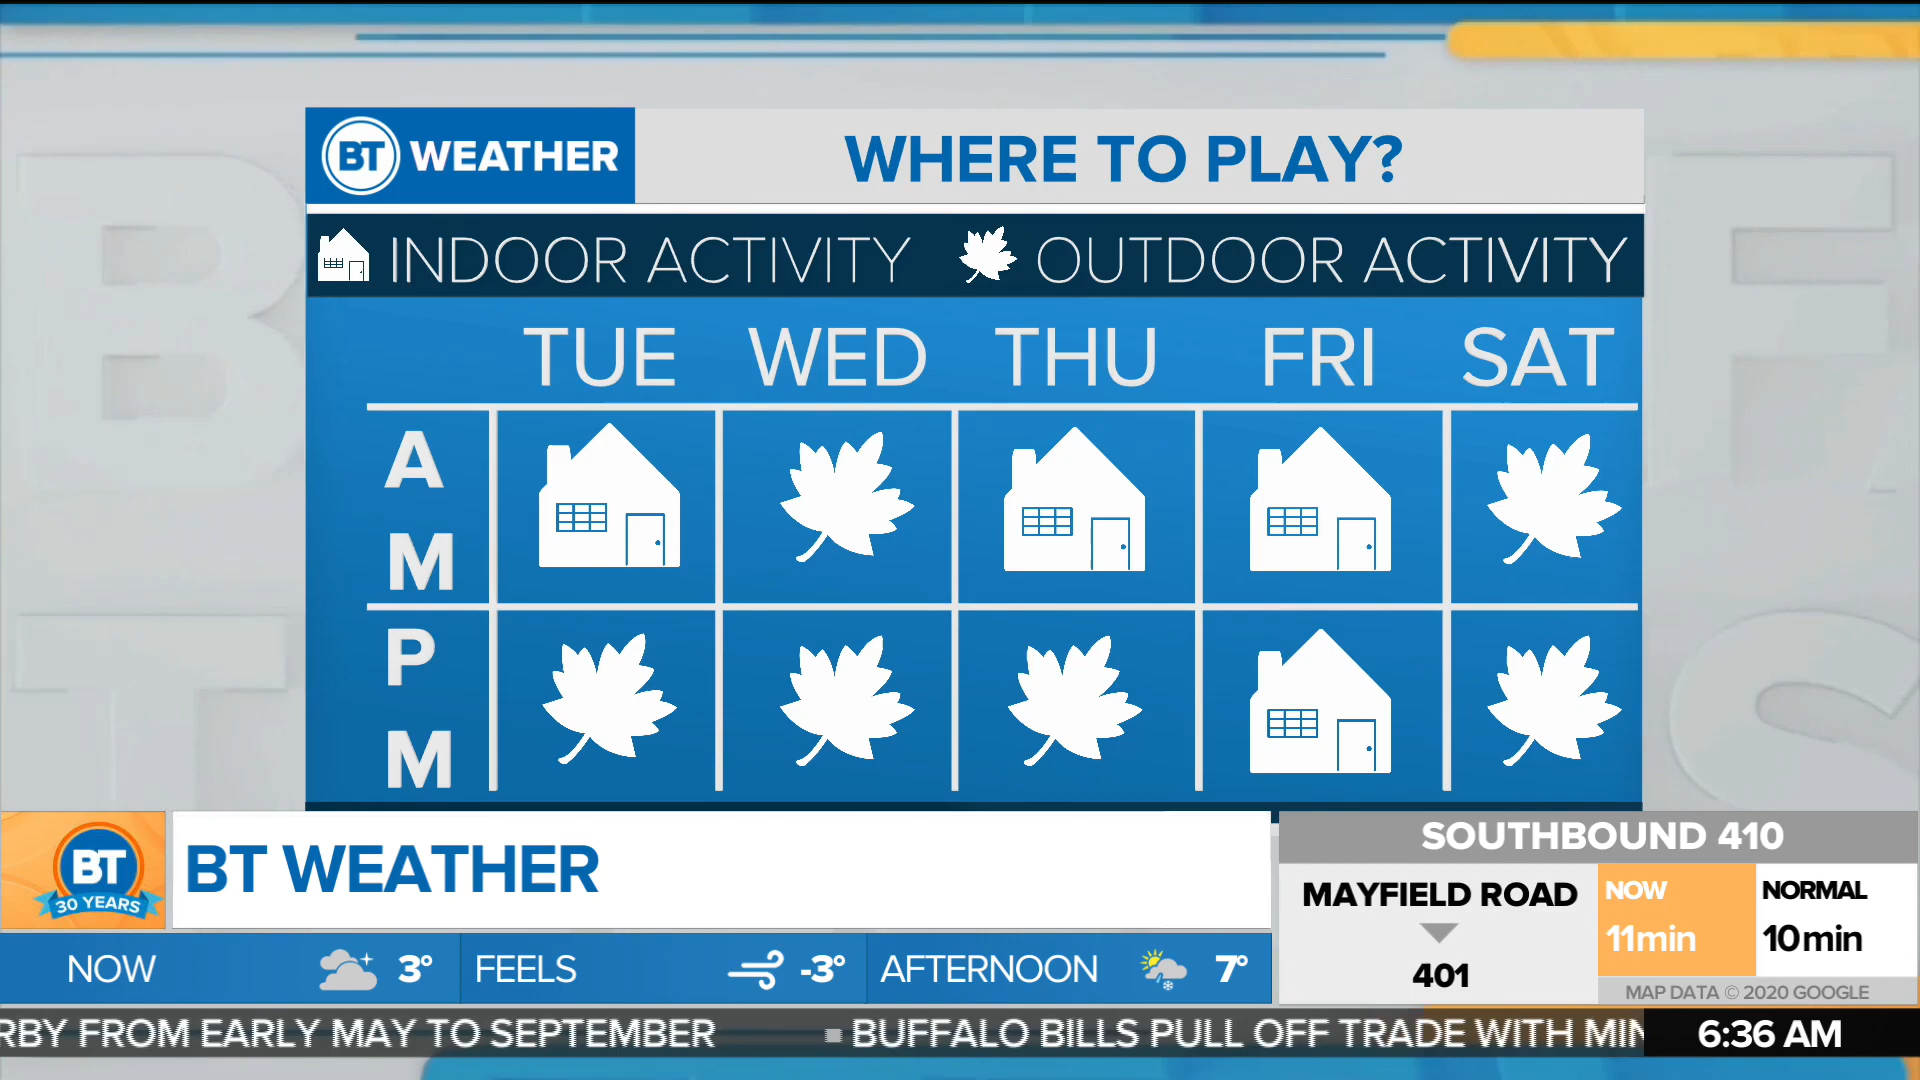 BT WEATHER
WHERE TO PLAY?
INDOOR ACTIVITY
OUTDOOR ACTIVITY
TUE WED THU FRI SAT
AM
PM
BT
30 YEARS
BT WEATHER
NOW 3° FEELS -3° AFTERNOON 7°
SOUTHBOUND 410
MAYFIELD ROAD
401
NOW
11min
NORMAL
10min
MAP DATA © 2020 GOOGLE
RBY FROM EARLY MAY TO SEPTEMBER
BUFFALO BILLS PULL OFF TRADE WITH MIN
6:36 AM
B
T
F
S